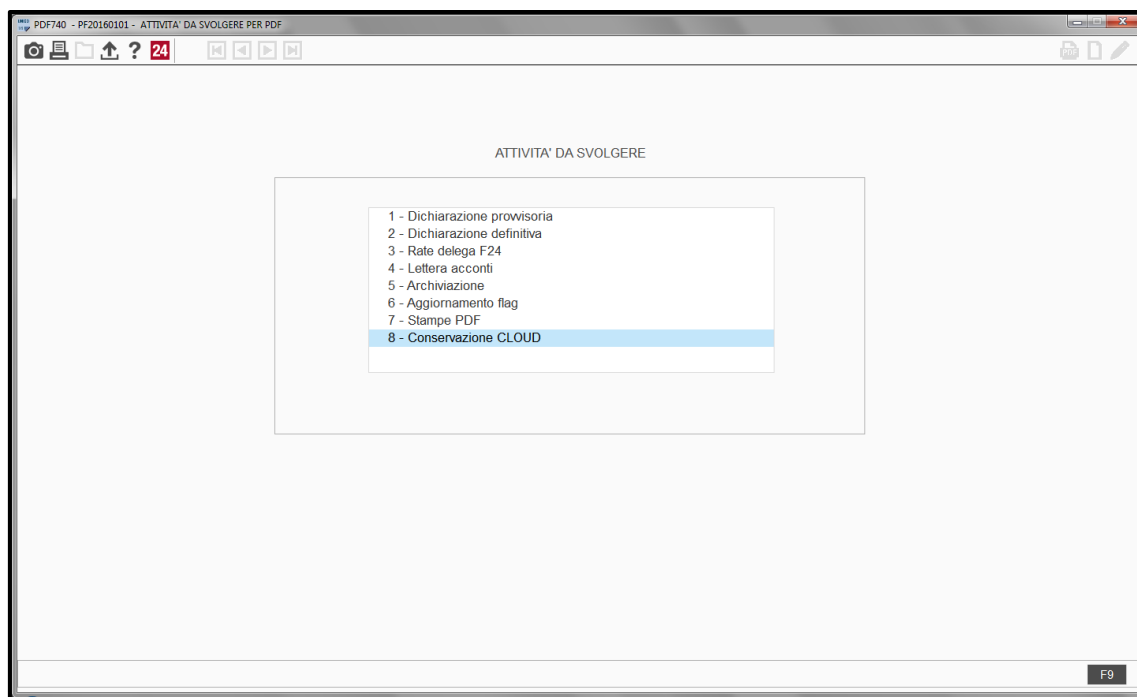 PDF740 - PF20160101 - ATTIVITA' DA SVOLGERE PER PDF
? 24
PDF
ATTIVITA' DA SVOLGERE
1 - Dichiarazione provvisoria
2 - Dichiarazione definitiva
3 - Rate delega F24
4 - Lettera acconti
5 - Archiviazione
6 - Aggiornamento flag
7 - Stampe PDF
8 - Conservazione CLOUD
F9